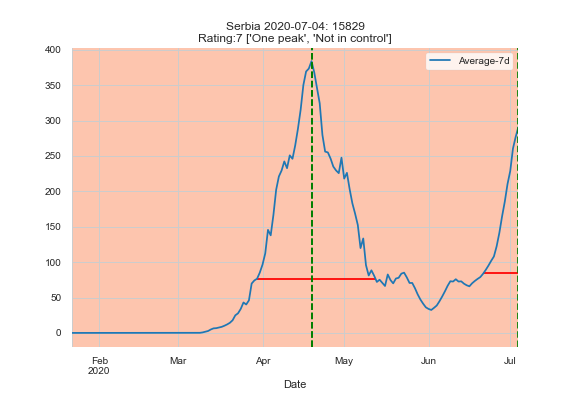 Serbia 2020-07-04: 15829
Rating:7 ['One peak', 'Not in control']
Average-7d
400
350
300
250
200
150
100
50
0
Feb
2020
Mar
Apr
May
Jun
Jul
Date